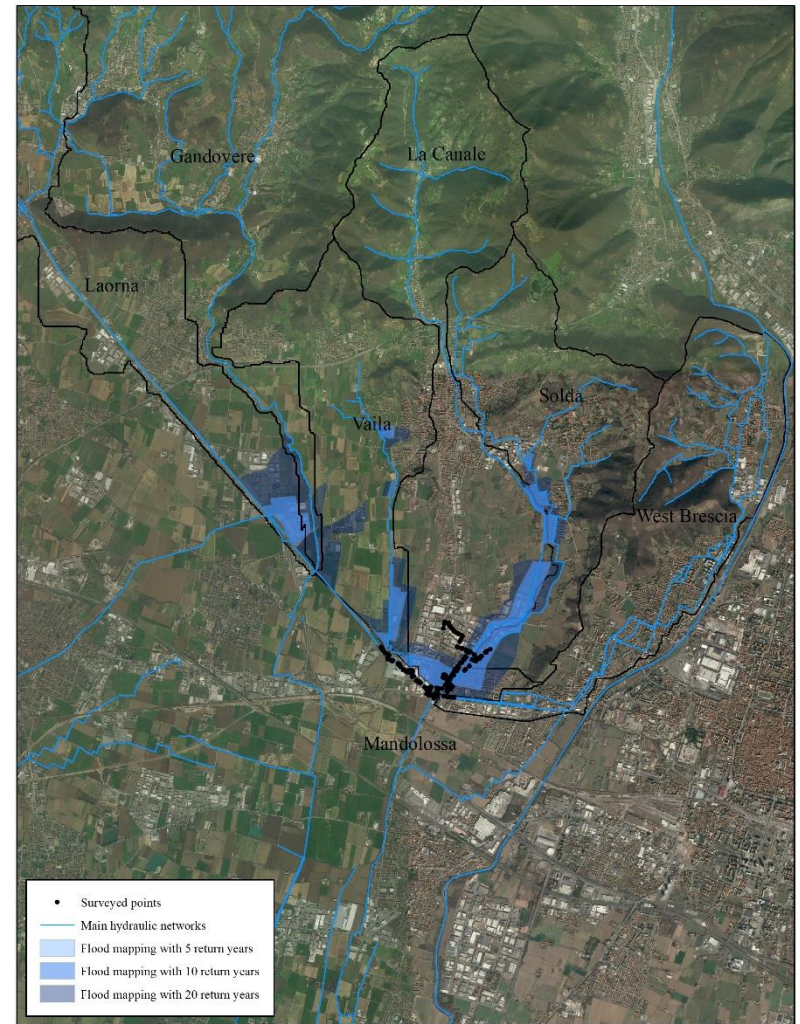 Gandovere
La Canale
Laorna
Vaila
Solda
West Brescia
Mandolossa
Surveyed points
Main hydraulic networks
Flood mapping with 5 return years
Flood mapping with 10 return years
Flood mapping with 20 return years